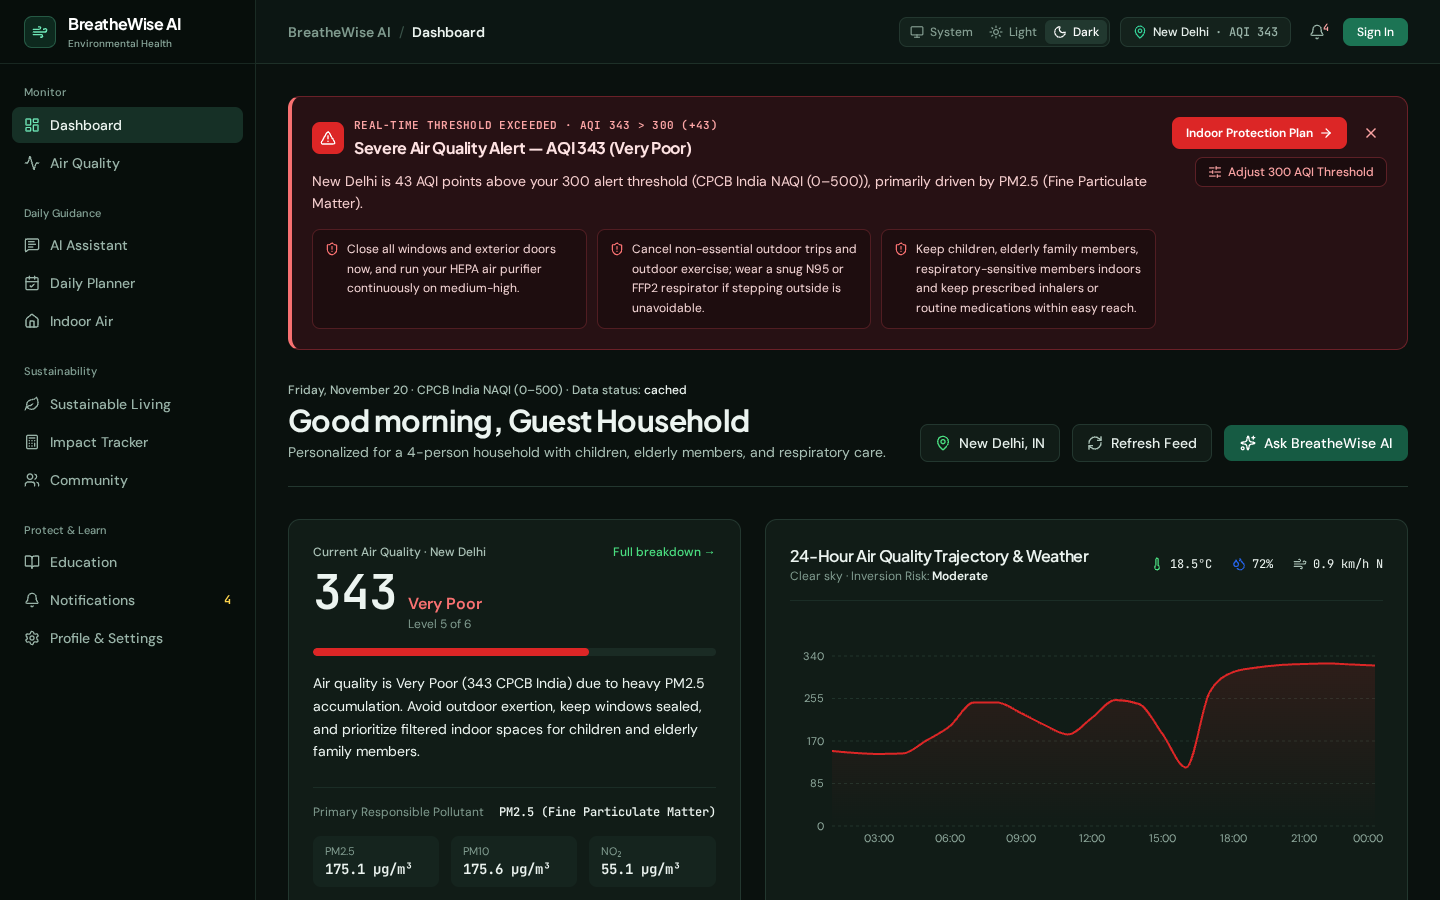 BreatheWise AI
Environmental Health
BreatheWise AI / Dashboard
System
Light
Dark
New Delhi · AQI 343
4
Sign In
Monitor
Dashboard
Air Quality
Daily Guidance
AI Assistant
Daily Planner
Indoor Air
Sustainability
Sustainable Living
Impact Tracker
Community
Protect & Learn
Education
Notifications 4
Profile & Settings
REAL-TIME THRESHOLD EXCEEDED · AQI 343 > 300 (+43)
Severe Air Quality Alert — AQI 343 (Very Poor)
Indoor Protection Plan →
Adjust 300 AQI Threshold
New Delhi is 43 AQI points above your 300 alert threshold (CPCB India NAQI (0–500)), primarily driven by PM2.5 (Fine Particulate
Matter).
Close all windows and exterior doors
now, and run your HEPA air purifier
continuously on medium-high.
Cancel non-essential outdoor trips and
outdoor exercise; wear a snug N95 or
FFP2 respirator if stepping outside is
unavoidable.
Keep children, elderly family members,
respiratory-sensitive members indoors
and keep prescribed inhalers or
routine medications within easy reach.
Friday, November 20 · CPCB India NAQI (0–500) · Data status: cached
Good morning, Guest Household
Personalized for a 4-person household with children, elderly members, and respiratory care.
New Delhi, IN
Refresh Feed
Ask BreatheWise AI
Current Air Quality · New Delhi
Full breakdown →
343
Very Poor
Level 5 of 6
Air quality is Very Poor (343 CPCB India) due to heavy PM2.5
accumulation. Avoid outdoor exertion, keep windows sealed,
and prioritize filtered indoor spaces for children and elderly
family members.
Primary Responsible Pollutant PM2.5 (Fine Particulate Matter)
PM2.5
175.1 µg/m³
PM10
175.6 µg/m³
NO₂
55.1 µg/m³
24-Hour Air Quality Trajectory & Weather
Clear sky · Inversion Risk: Moderate
18.5°C
72%
0.9 km/h N
340
255
170
85
0
03:00 06:00 09:00 12:00 15:00 18:00 21:00 00:00